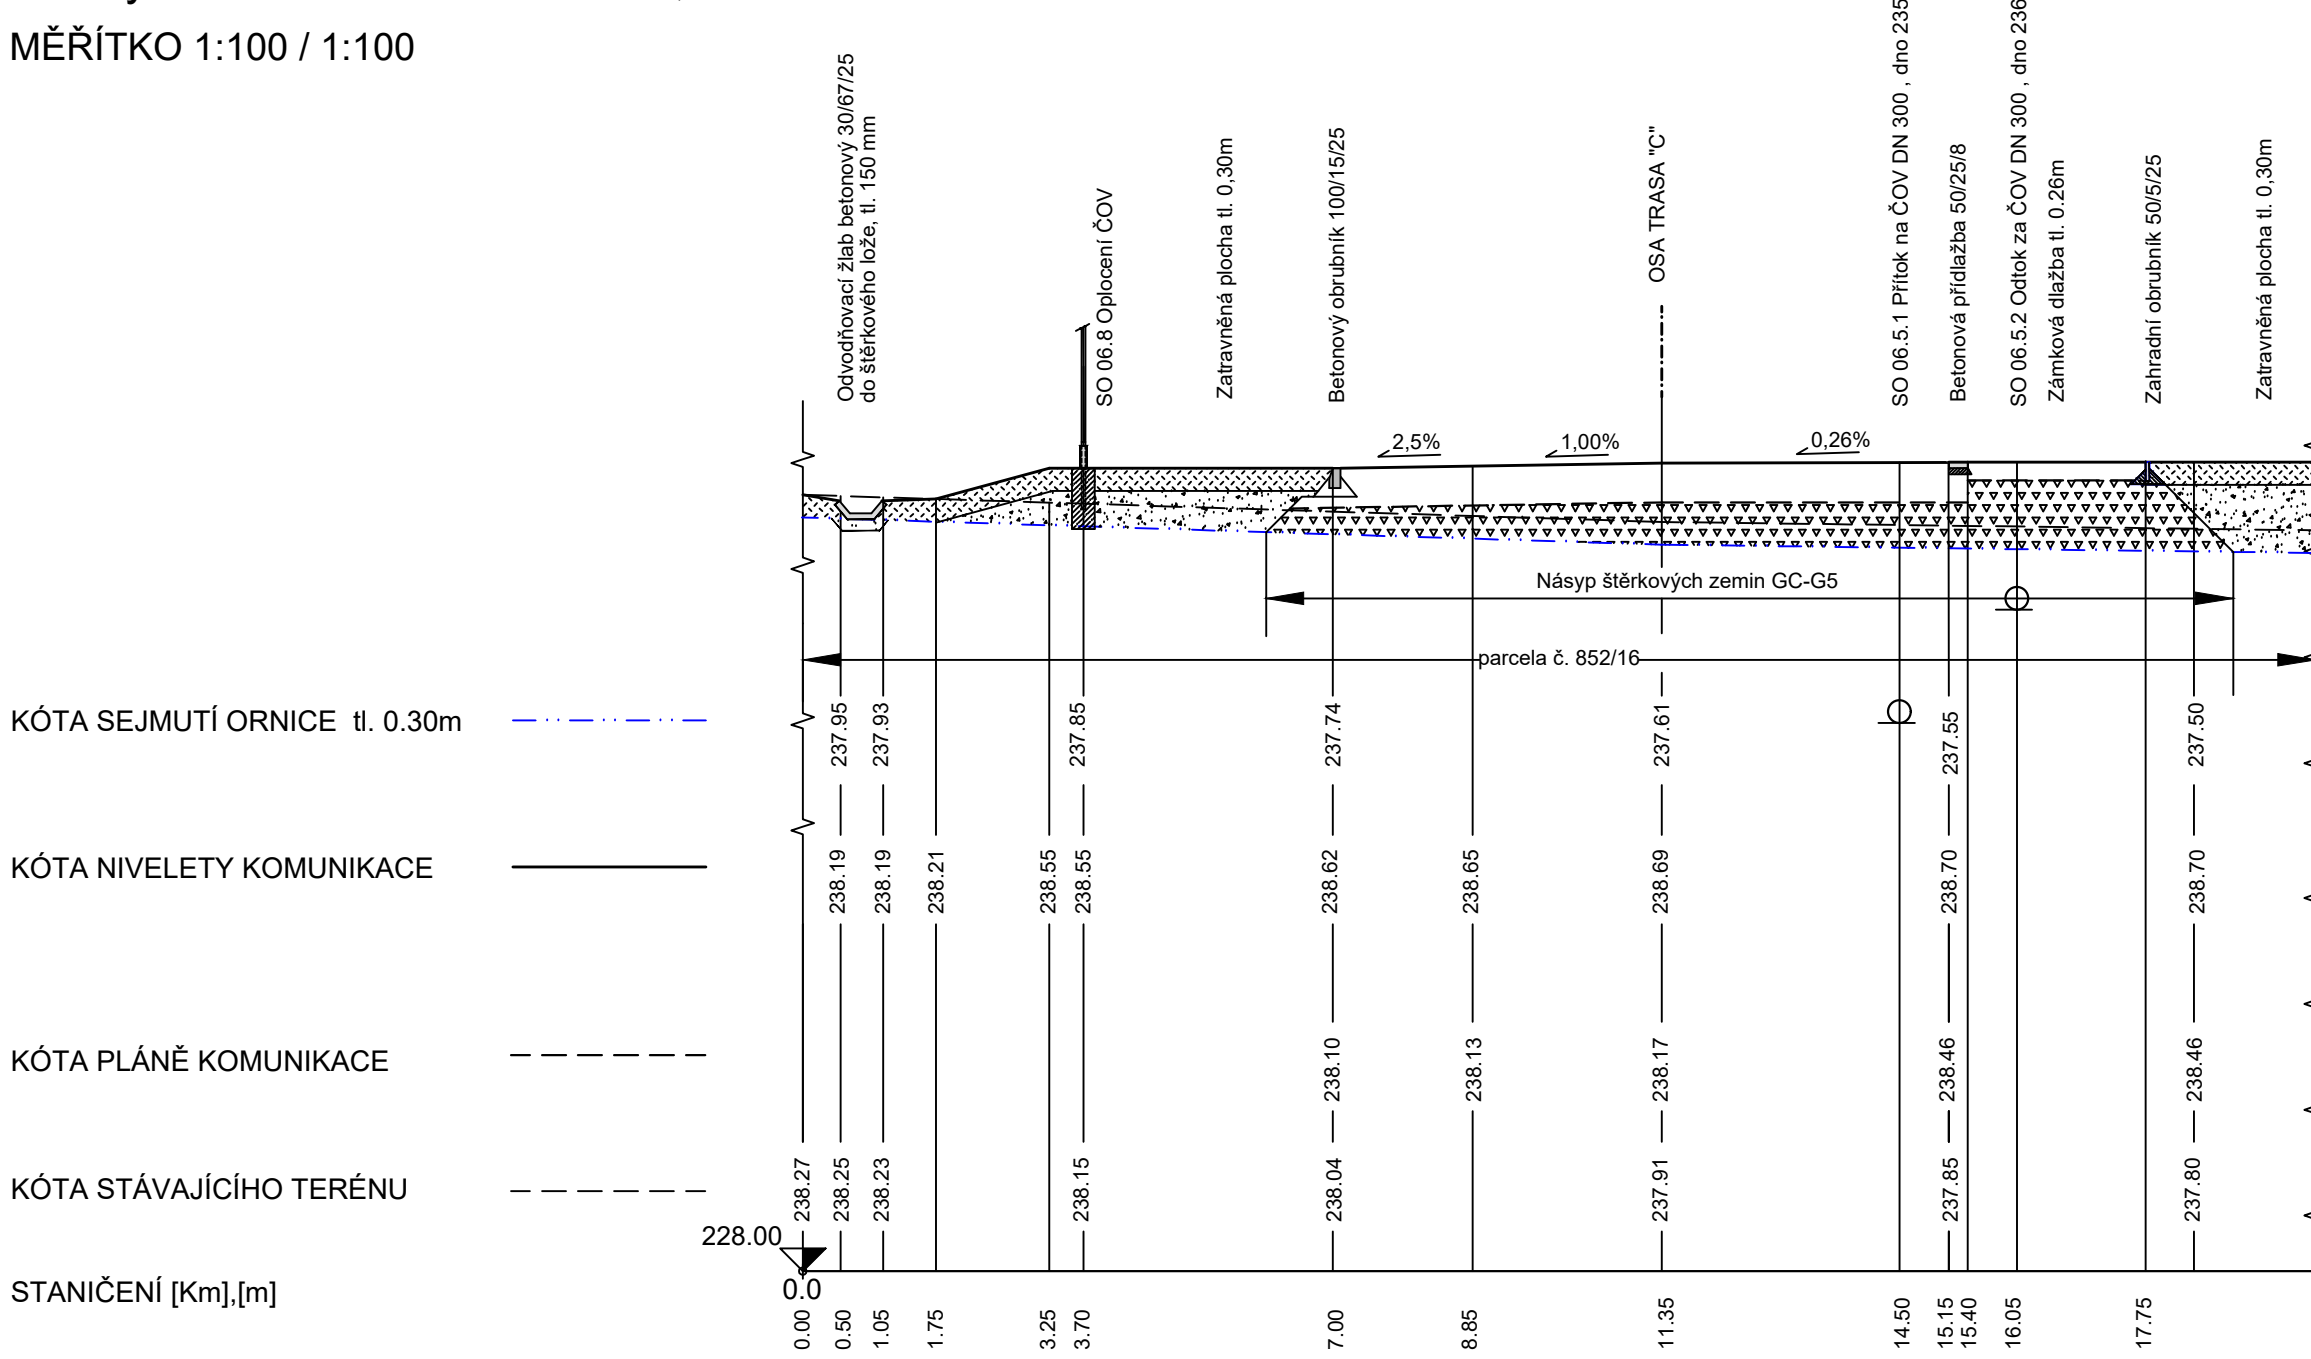 MĚŘÍTKO 1:100 / 1:100
Odvodňovací žlab betonový 30/67/25
do štěrkového lože, tl. 150 mm
SO 06.8 Oplocení ČOV
Zatravněná plocha tl. 0,30m
Betonový obrubník 100/15/25
OSA TRASA "C"
SO 06.5.1 Přítok na ČOV DN 300 , dno 235
Betonová přídlažba 50/25/8
SO 06.5.2 Odtok za ČOV DN 300 , dno 236
Zámková dlažba tl. 0.26m
Zahradní obrubník 50/5/25
Zatravněná plocha tl. 0,30m
2,5%
1,00%
0,26%
Násyp štěrkových zemin GC-G5
parcela č. 852/16
KÓTA SEJMUTÍ ORNICE tl. 0.30m
237.95
237.93
237.85
237.74
237.61
237.55
237.50
KÓTA NIVELETY KOMUNIKACE
238.19
238.19
238.21
238.55
238.55
238.62
238.65
238.69
238.70
238.70
KÓTA PLÁNĚ KOMUNIKACE
238.10
238.13
238.17
238.46
238.46
KÓTA STÁVAJÍCÍHO TERÉNU
238.27
238.25
238.23
238.15
238.04
237.91
237.85
237.80
228.00
0.0
STANIČENÍ [Km],[m]
0.00
0.50
1.05
1.75
3.25
3.70
7.00
8.85
11.35
14.50
15.15
15.40
16.05
17.75